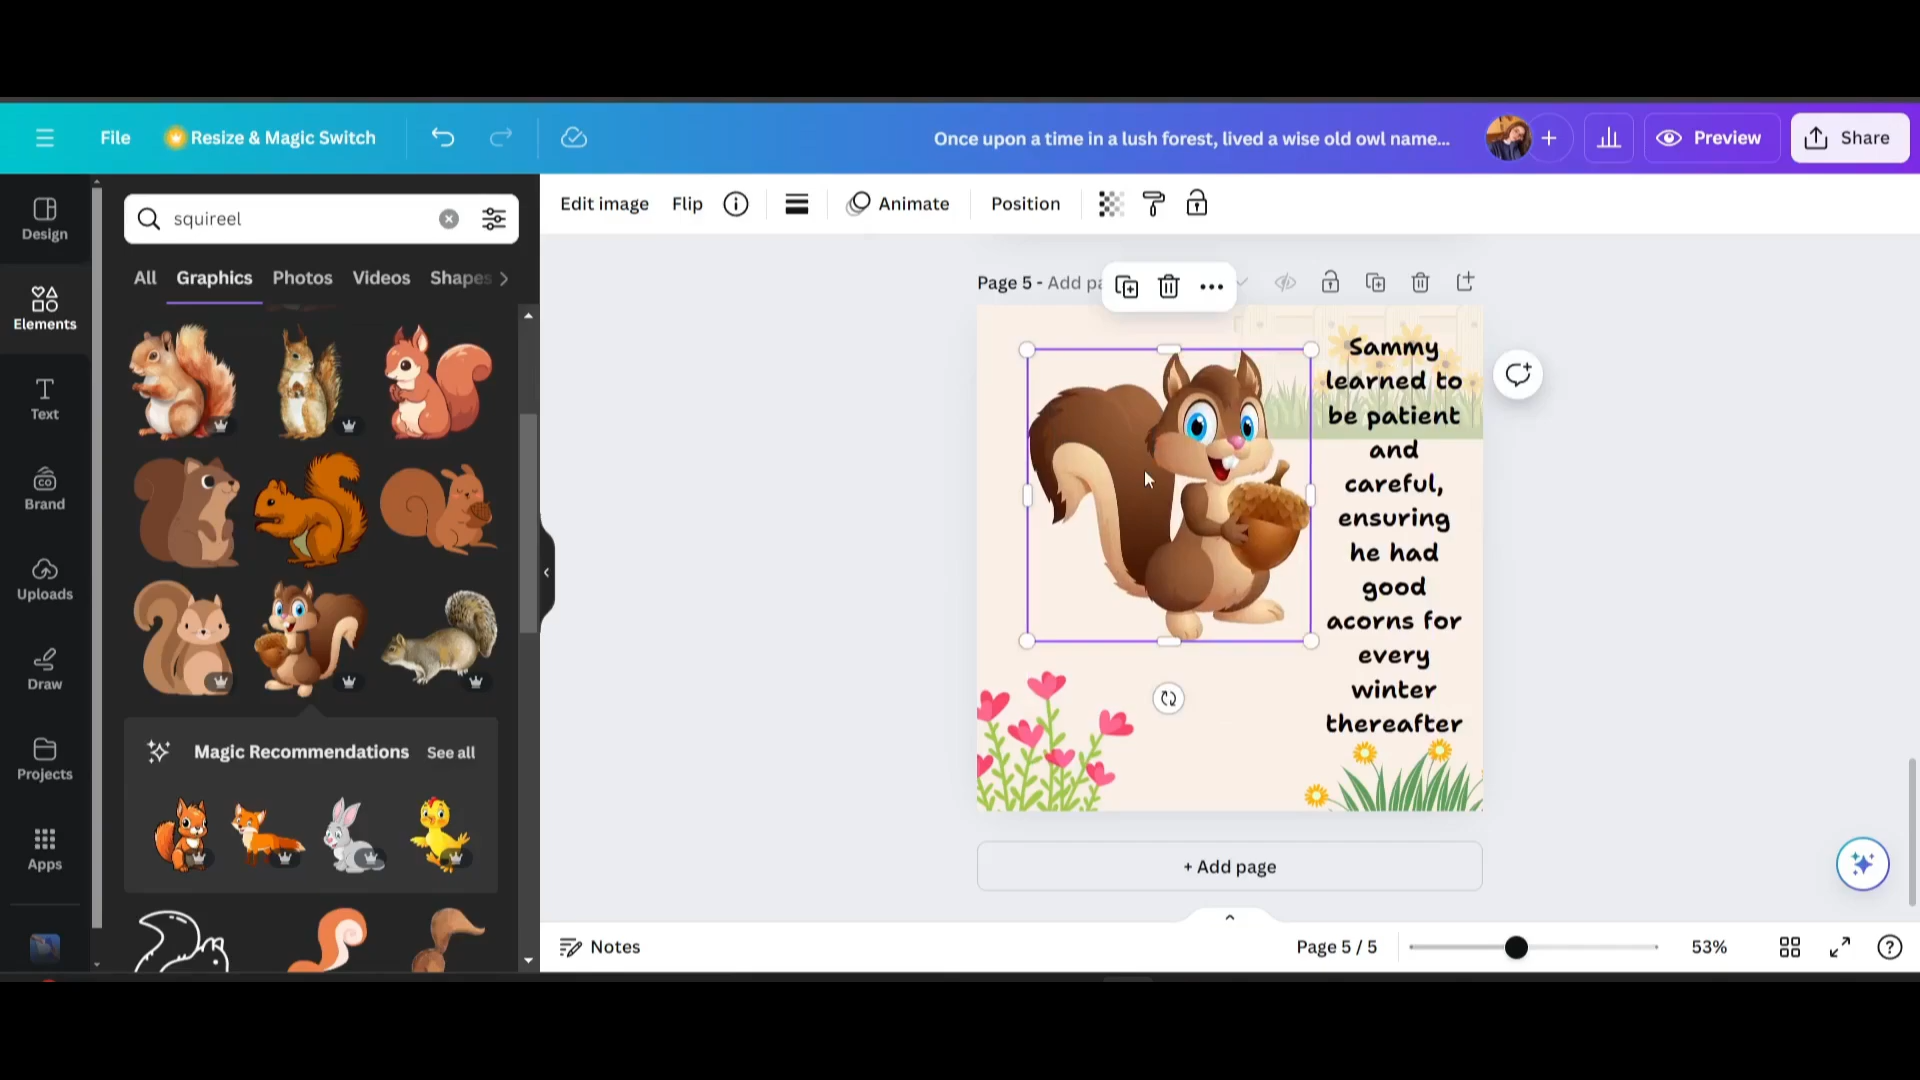 File
Resize & Magic Switch
Once upon a time in a lush forest, lived a wise old owl name...
Preview
Share
Design
Elements
Text
Brand
Uploads
Draw
Projects
Apps
squireel
All
Graphics
Photos
Videos
Shapes
Magic Recommendations
See all
Edit image
Flip
Animate
Position
Page 5 - Add pa
Sammy
learned to
be patient
and
careful,
ensuring
he had
good
acorns for
every
winter
thereafter
+ Add page
Notes
Page 5 / 5
53%